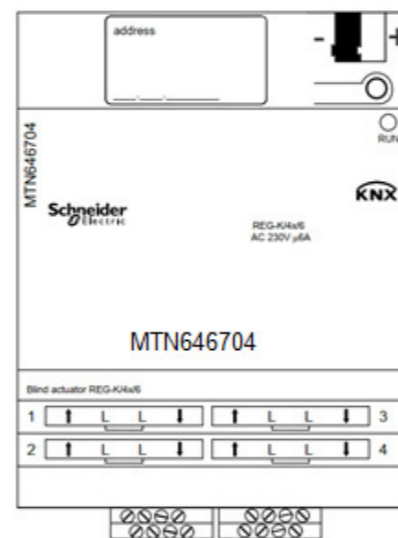 address
- +
RUN
MTN646704
Schneider
Electric
KNX
REG-K/4x/6
AC 230V µ6A
MTN646704
Blind actuator REG-K/4x/6
1 L L L L 3
2 L L L L 4